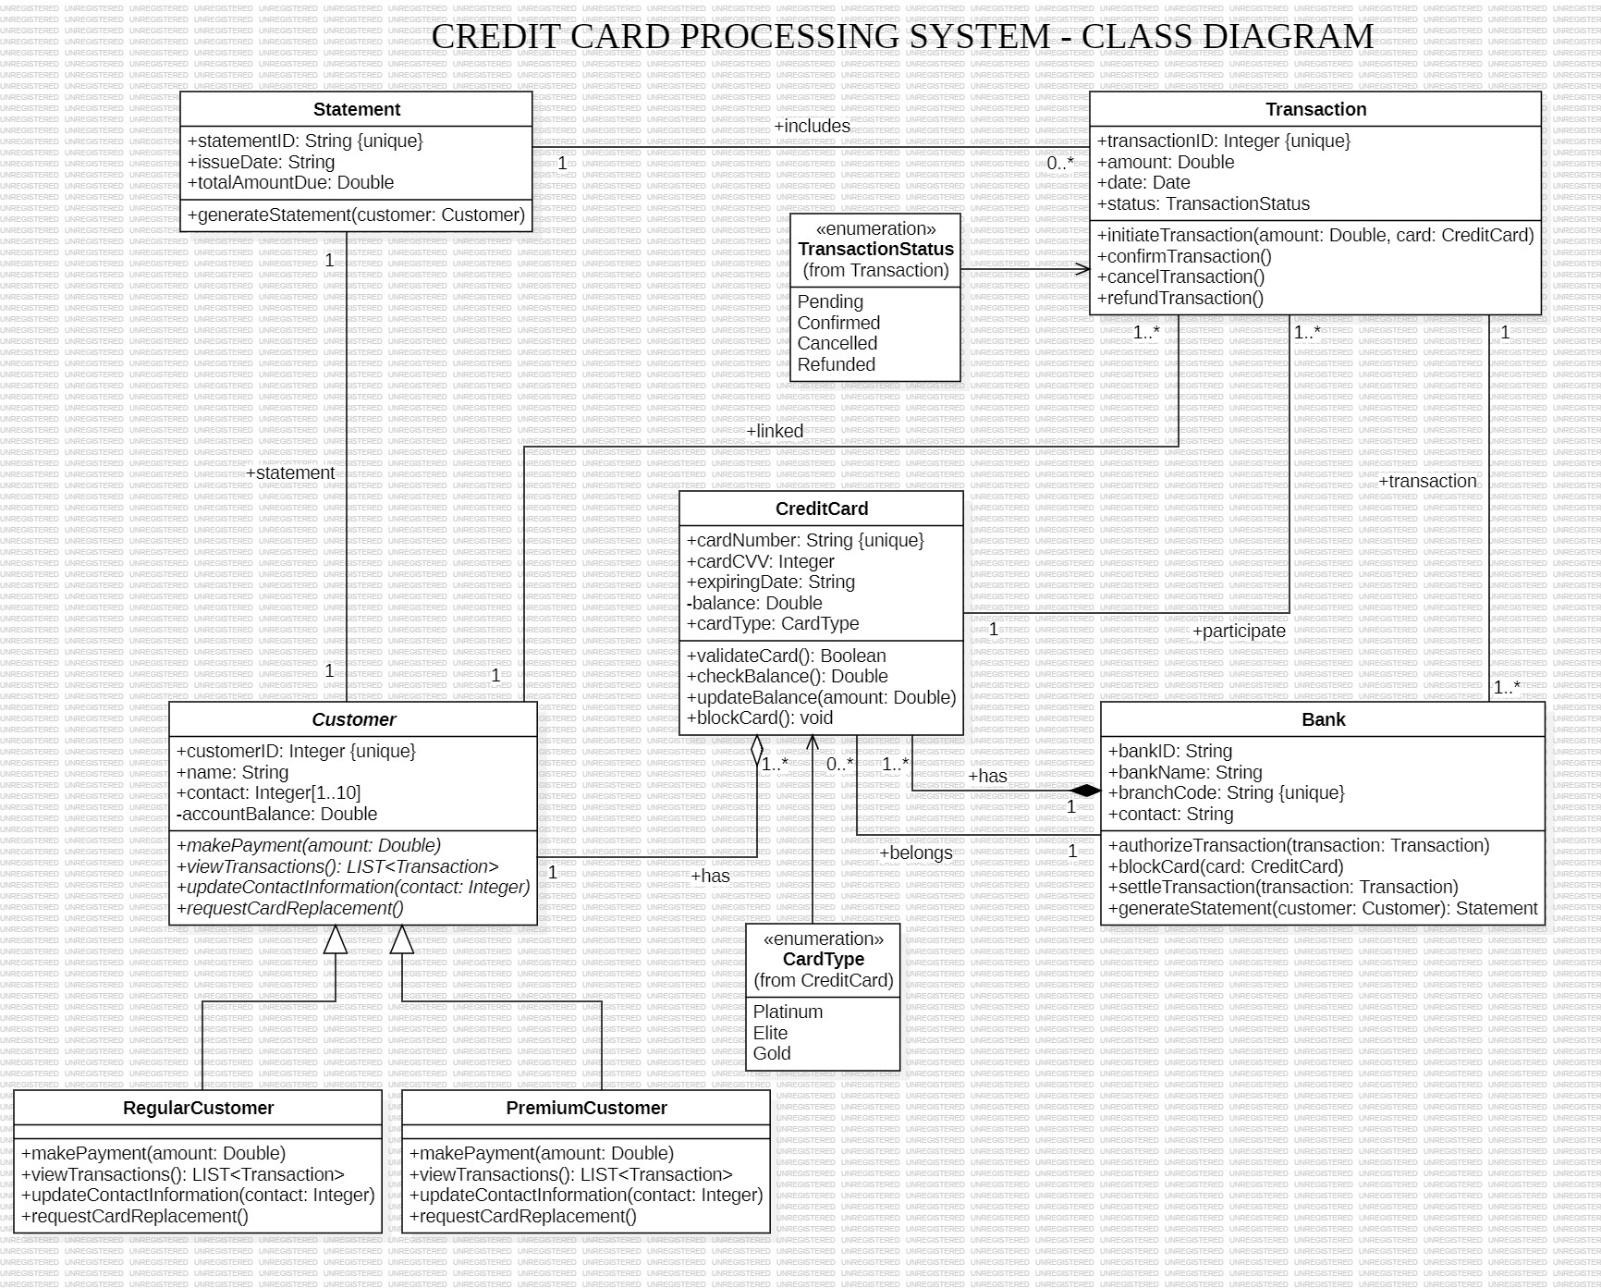 CREDIT CARD PROCESSING SYSTEM - CLASS DIAGRAM
Statement
+statementID: String {unique}
+issueDate: String
+totalAmountDue: Double
+generateStatement(customer: Customer)
+includes
1
0..*
Transaction
+transactionID: Integer {unique}
+amount: Double
+date: Date
+status: TransactionStatus
+initiateTransaction(amount: Double, card: CreditCard)
+confirmTransaction()
+cancelTransaction()
+refundTransaction()
«enumeration»
TransactionStatus
(from Transaction)
Pending
Confirmed
Cancelled
Refunded
1
1..*
1..*
1
+linked
+statement
+transaction
CreditCard
+cardNumber: String {unique}
+cardCVV: Integer
+expiringDate: String
-balance: Double
+cardType: CardType
+validateCard(): Boolean
+checkBalance(): Double
+updateBalance(amount: Double)
+blockCard(): void
1
+participate
1
1
1..*
Customer
+customerID: Integer {unique}
+name: String
+contact: Integer[1..10]
-accountBalance: Double
+makePayment(amount: Double)
+viewTransactions(): LIST<Transaction>
+updateContactInformation(contact: Integer)
+requestCardReplacement()
1..*
0..*
1..*
+has
1
+belongs
1
1
+has
Bank
+bankID: String
+bankName: String
+branchCode: String {unique}
+contact: String
+authorizeTransaction(transaction: Transaction)
+blockCard(card: CreditCard)
+settleTransaction(transaction: Transaction)
+generateStatement(customer: Customer): Statement
«enumeration»
CardType
(from CreditCard)
Platinum
Elite
Gold
RegularCustomer
+makePayment(amount: Double)
+viewTransactions(): LIST<Transaction>
+updateContactInformation(contact: Integer)
+requestCardReplacement()
PremiumCustomer
+makePayment(amount: Double)
+viewTransactions(): LIST<Transaction>
+updateContactInformation(contact: Integer)
+requestCardReplacement()
UNREGISTERED